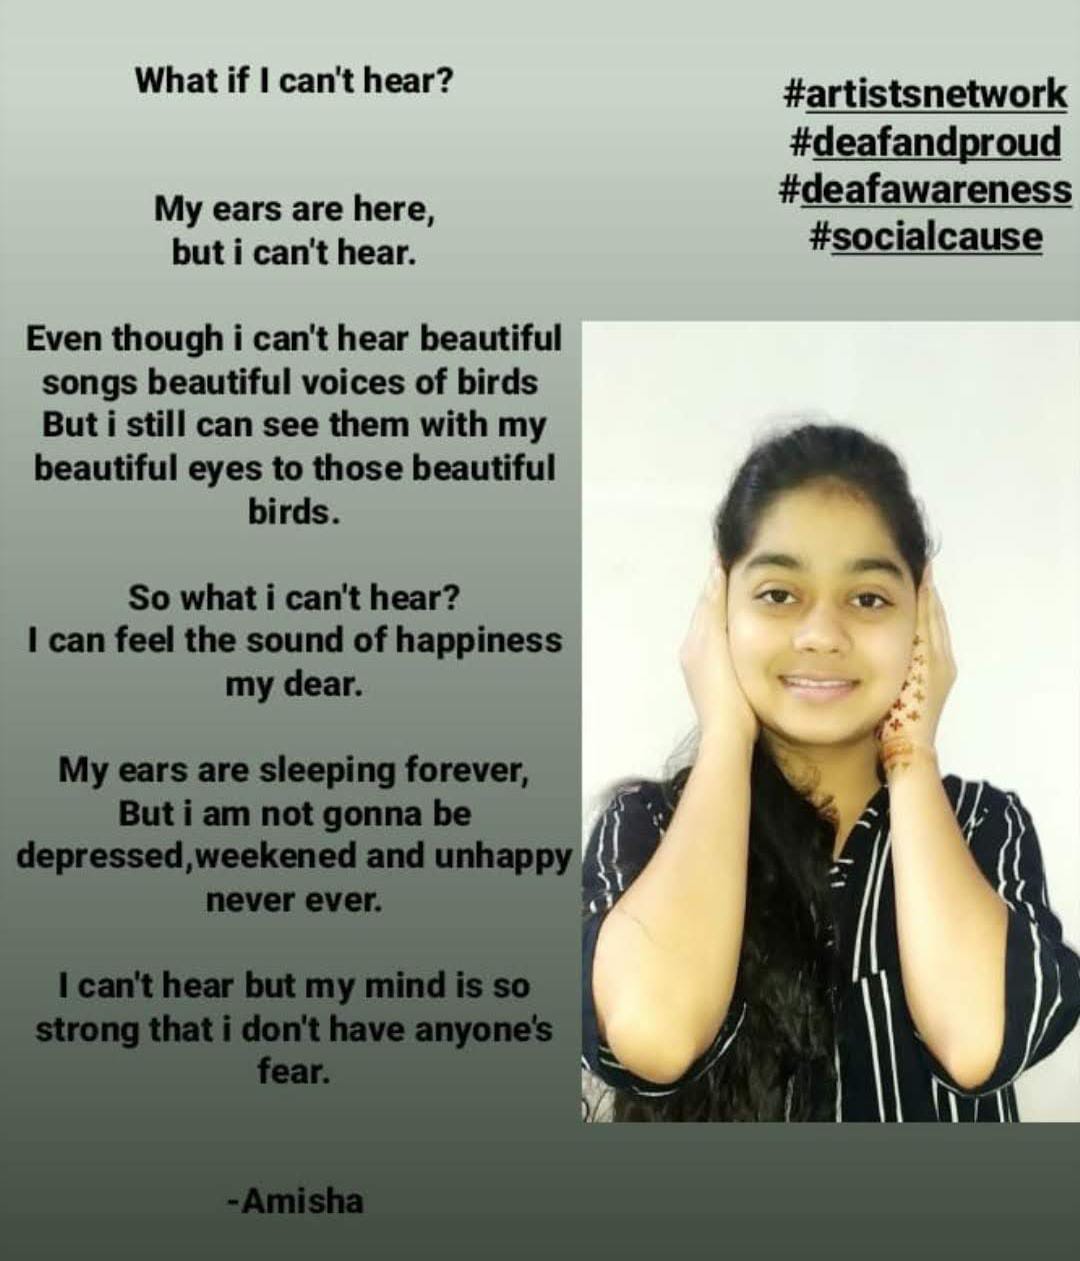 What if I can't hear?
My ears are here,
but i can't hear.
Even though i can't hear beautiful
songs beautiful voices of birds
But i still can see them with my
beautiful eyes to those beautiful
birds.
So what i can't hear?
I can feel the sound of happiness
my dear.
My ears are sleeping forever,
But i am not gonna be
depressed,weekened and unhappy
never ever.
I can't hear but my mind is so
strong that i don't have anyone's
fear.
-Amisha
#artistsnetwork
#deafandproud
#deafawareness
#socialcause